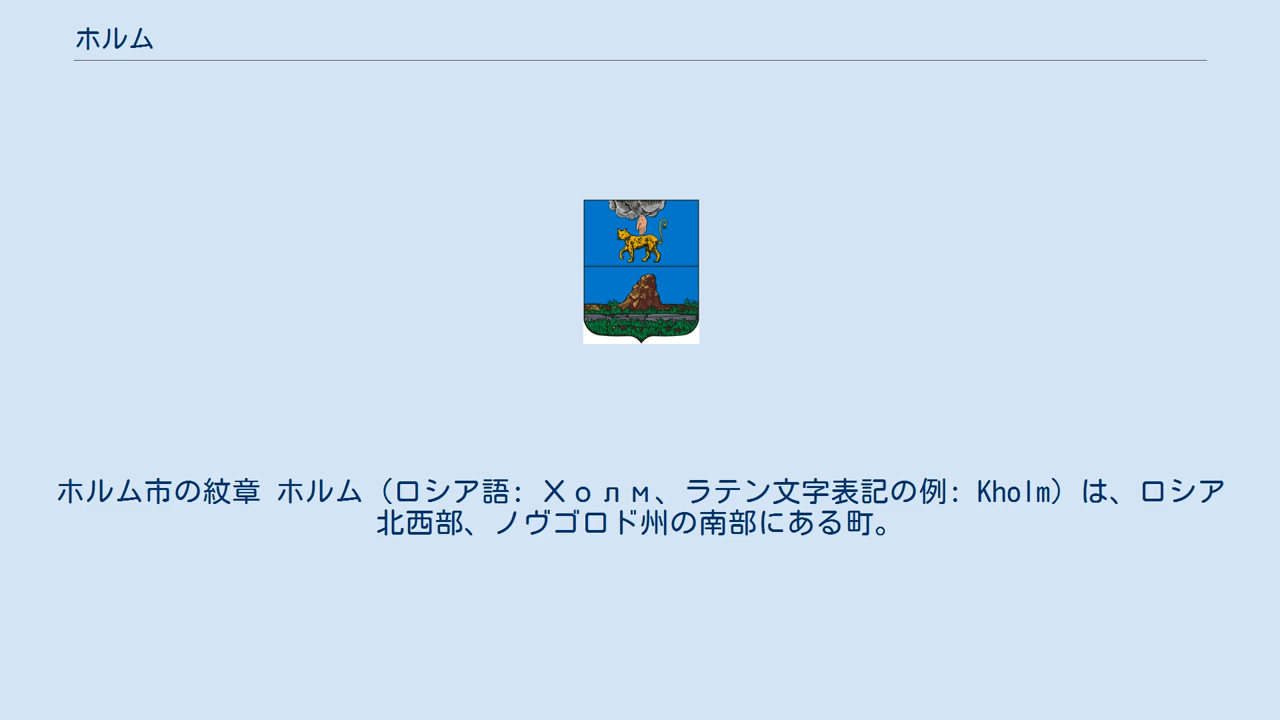 ホルム
ホルム市の紋章 ホルム（ロシア語: Холм、ラテン文字表記の例: Kholm）は、ロシア
北西部、ノヴゴロド州の南部にある町。